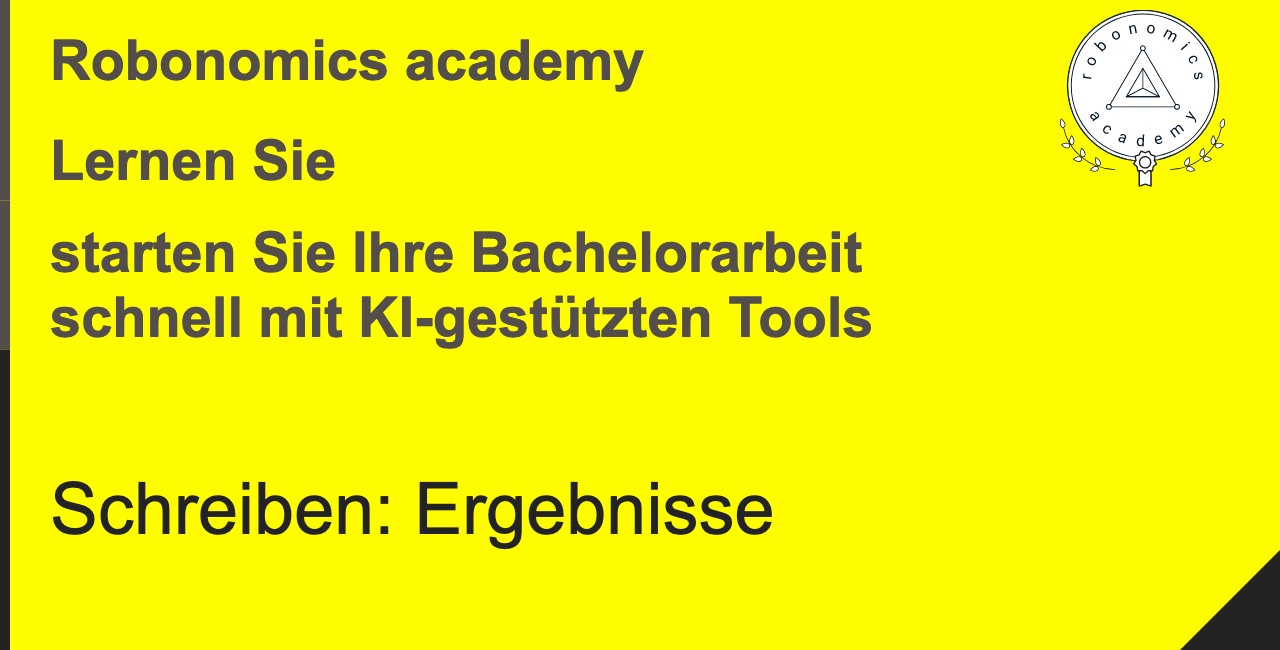 Robonomics academy
robonomics
academy
Lernen Sie
starten Sie Ihre Bachelorarbeit
schnell mit KI-gestützten Tools
Schreiben: Ergebnisse